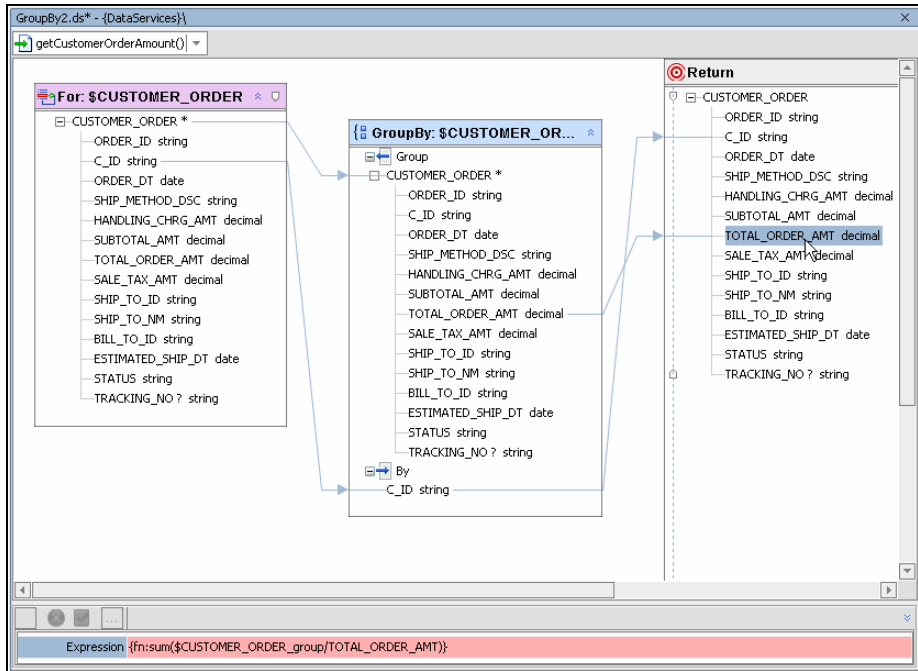 GroupBy2.ds* - {DataServices}\
getCustomerOrderAmount()
For: $CUSTOMER_ORDER
CUSTOMER_ORDER *
ORDER_ID string
C_ID string
ORDER_DT date
SHIP_METHOD_DSC string
HANDLING_CHRG_AMT decimal
SUBTOTAL_AMT decimal
TOTAL_ORDER_AMT decimal
SALE_TAX_AMT decimal
SHIP_TO_ID string
SHIP_TO_NM string
BILL_TO_ID string
ESTIMATED_SHIP_DT date
STATUS string
TRACKING_NO ? string
GroupBy: $CUSTOMER_OR...
Group
CUSTOMER_ORDER *
ORDER_ID string
C_ID string
ORDER_DT date
SHIP_METHOD_DSC string
HANDLING_CHRG_AMT decimal
SUBTOTAL_AMT decimal
TOTAL_ORDER_AMT decimal
SALE_TAX_AMT decimal
SHIP_TO_ID string
SHIP_TO_NM string
BILL_TO_ID string
ESTIMATED_SHIP_DT date
STATUS string
TRACKING_NO ? string
By
C_ID string
Return
CUSTOMER_ORDER
ORDER_ID string
C_ID string
ORDER_DT date
SHIP_METHOD_DSC string
HANDLING_CHRG_AMT decimal
SUBTOTAL_AMT decimal
TOTAL_ORDER_AMT decimal
SALE_TAX_AMT decimal
SHIP_TO_ID string
SHIP_TO_NM string
BILL_TO_ID string
ESTIMATED_SHIP_DT date
STATUS string
TRACKING_NO ? string
...
Expression {fn:sum($CUSTOMER_ORDER_group/TOTAL_ORDER_AMT)}